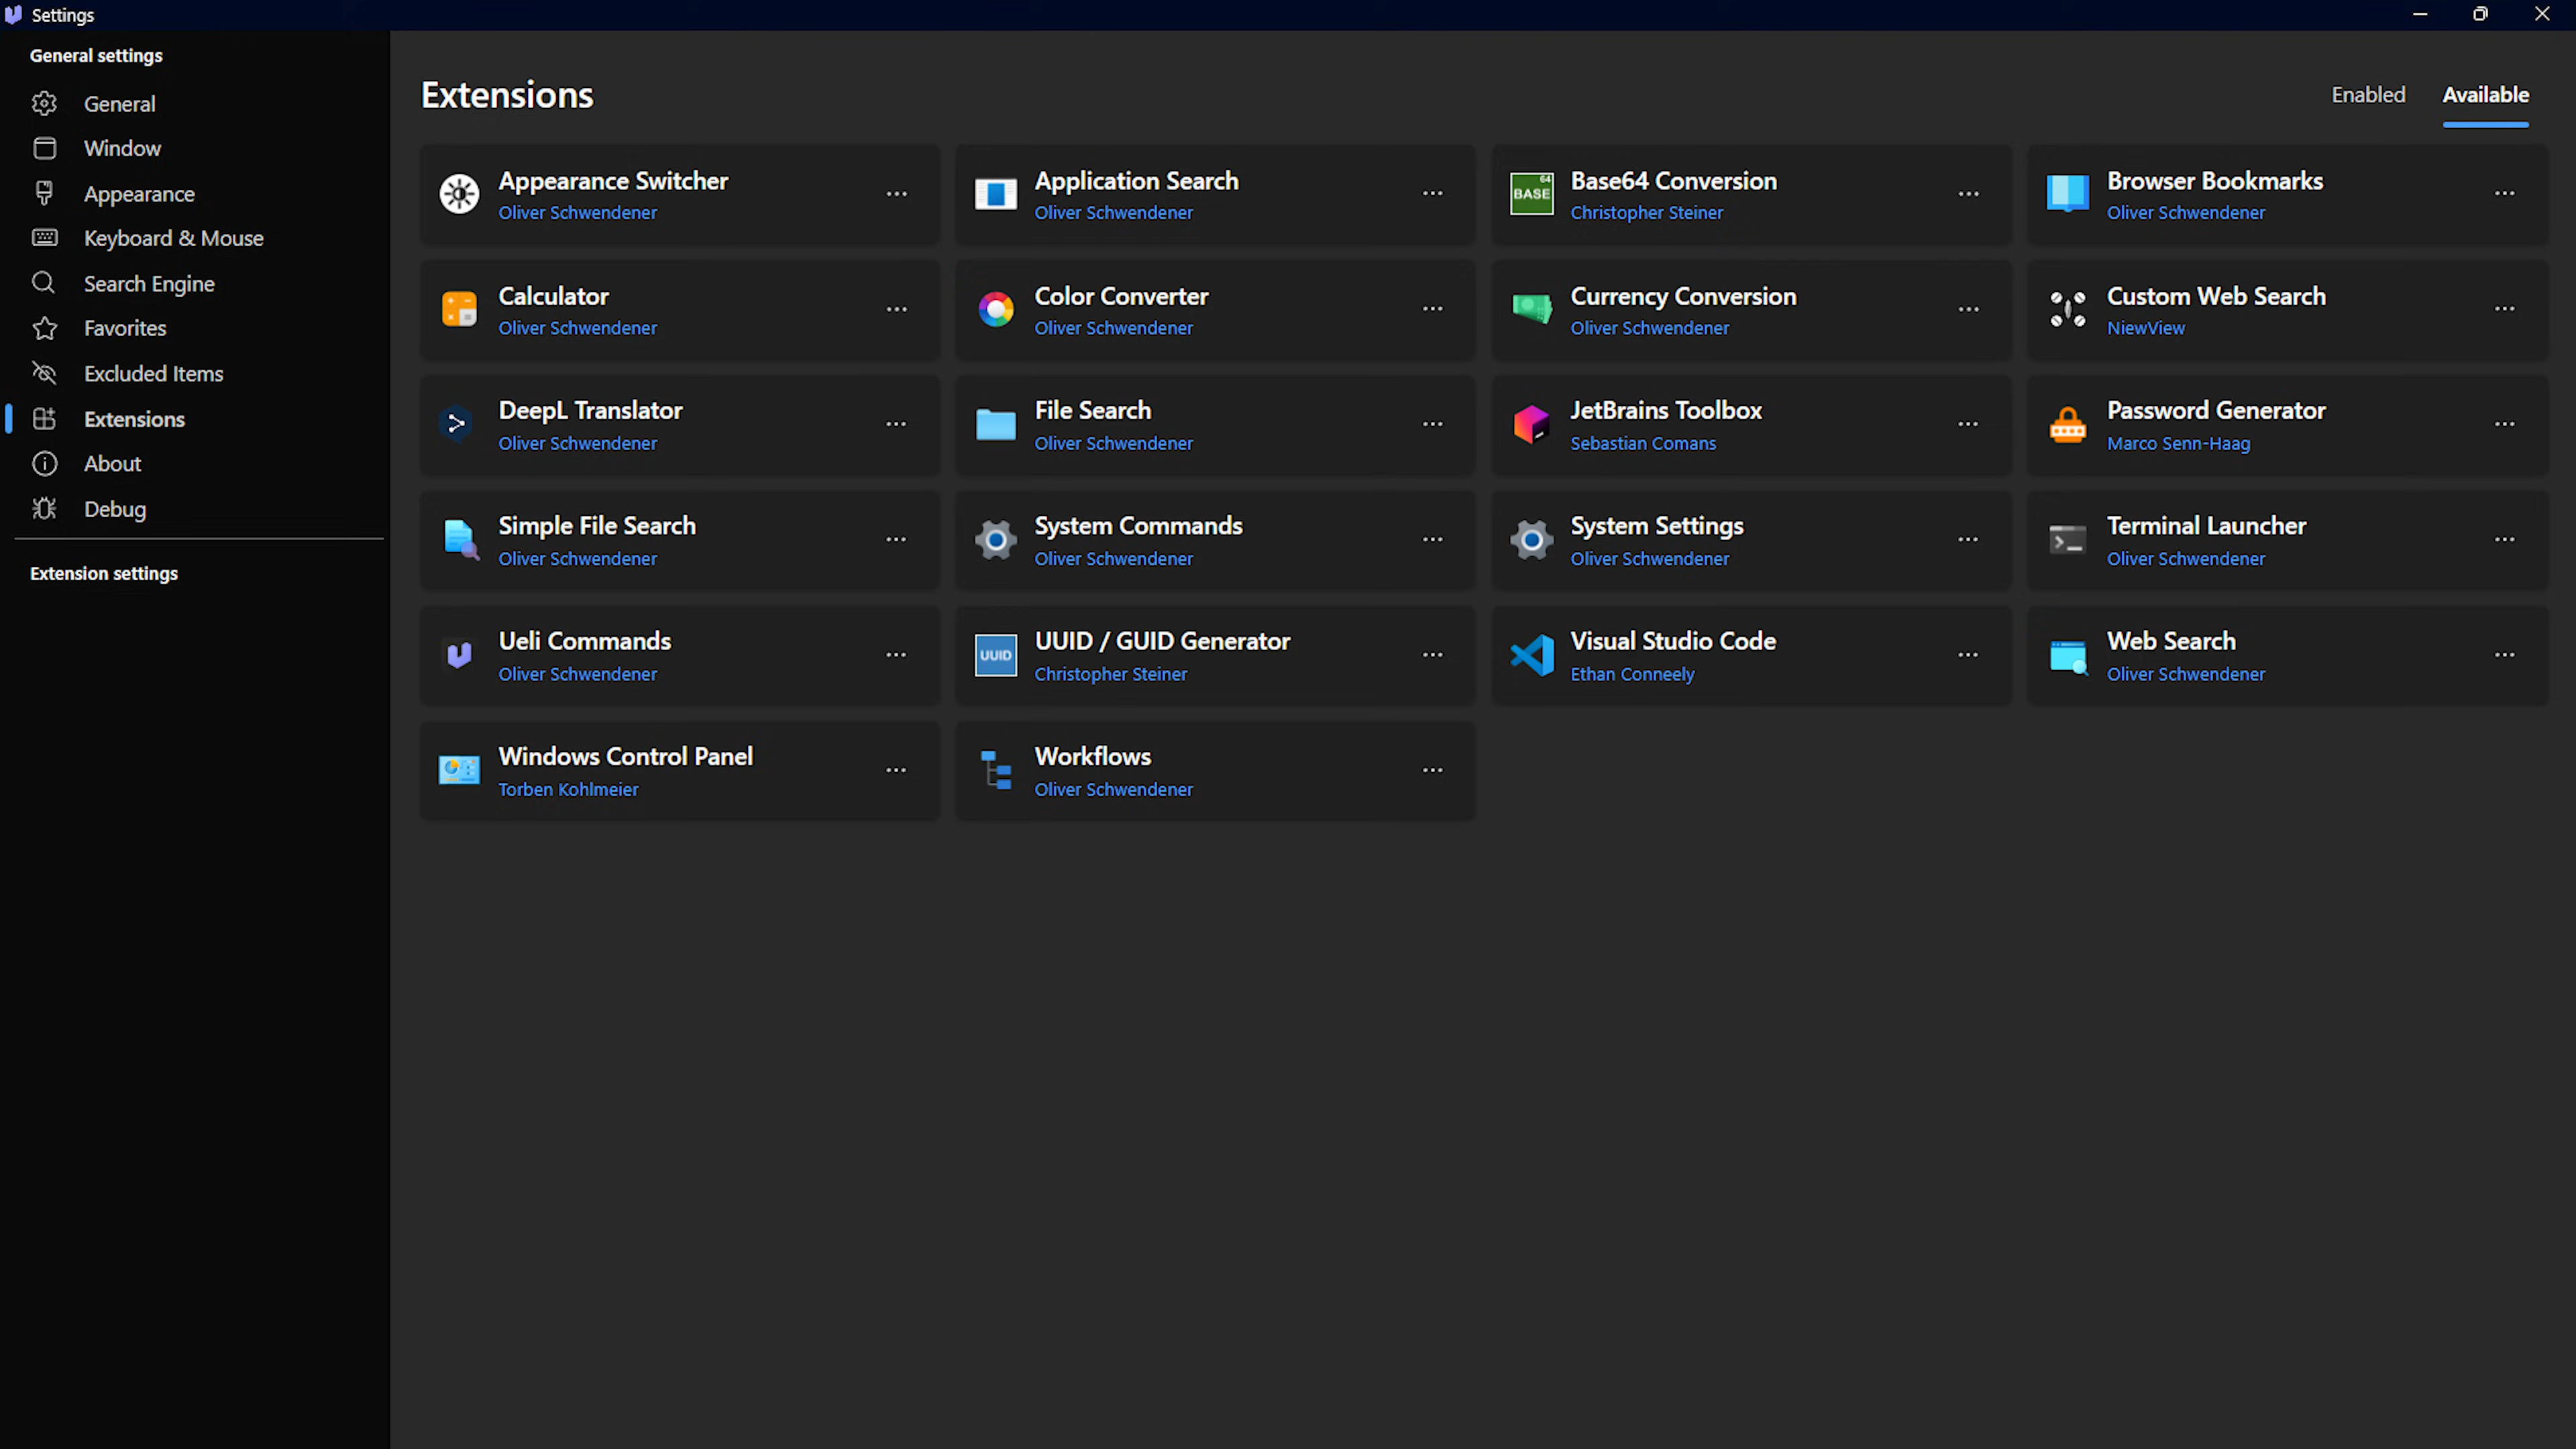 Settings
General settings
General
Window
Appearance
Keyboard & Mouse
Search Engine
Favorites
Excluded Items
Extensions
About
Debug
Extension settings
Extensions
Enabled
Available
Appearance Switcher
Oliver Schwendener
Application Search
Oliver Schwendener
BASE
64
Base64 Conversion
Christopher Steiner
Browser Bookmarks
Oliver Schwendener
Calculator
Oliver Schwendener
Color Converter
Oliver Schwendener
Currency Conversion
Oliver Schwendener
Custom Web Search
NiewView
DeepL Translator
Oliver Schwendener
File Search
Oliver Schwendener
JetBrains Toolbox
Sebastian Comans
Password Generator
Marco Senn-Haag
Simple File Search
Oliver Schwendener
System Commands
Oliver Schwendener
System Settings
Oliver Schwendener
Terminal Launcher
Oliver Schwendener
Ueli Commands
Oliver Schwendener
UUID
UUID / GUID Generator
Christopher Steiner
Visual Studio Code
Ethan Conneely
Web Search
Oliver Schwendener
Windows Control Panel
Torben Kohlmeier
Workflows
Oliver Schwendener